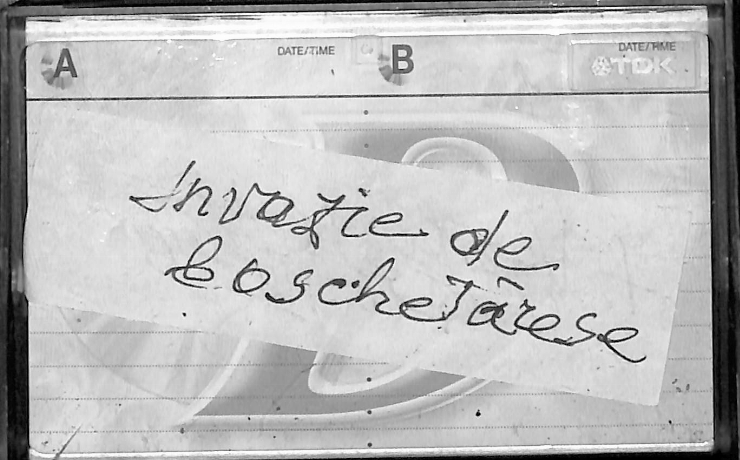 A DATE/TIME B DATE/TIME
TDK
Invazie de
boschetărese